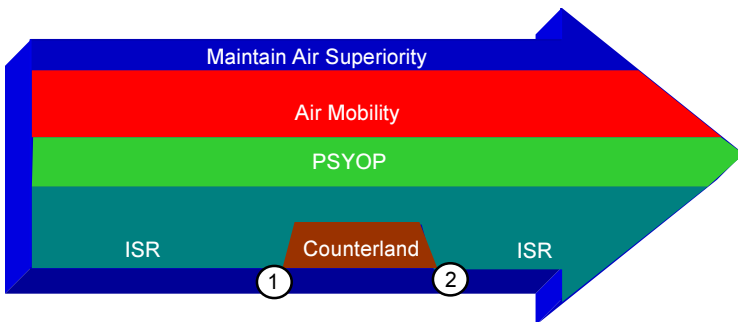 Maintain Air Superiority
Air Mobility
PSYOP
ISR Counterland ISR
1 2